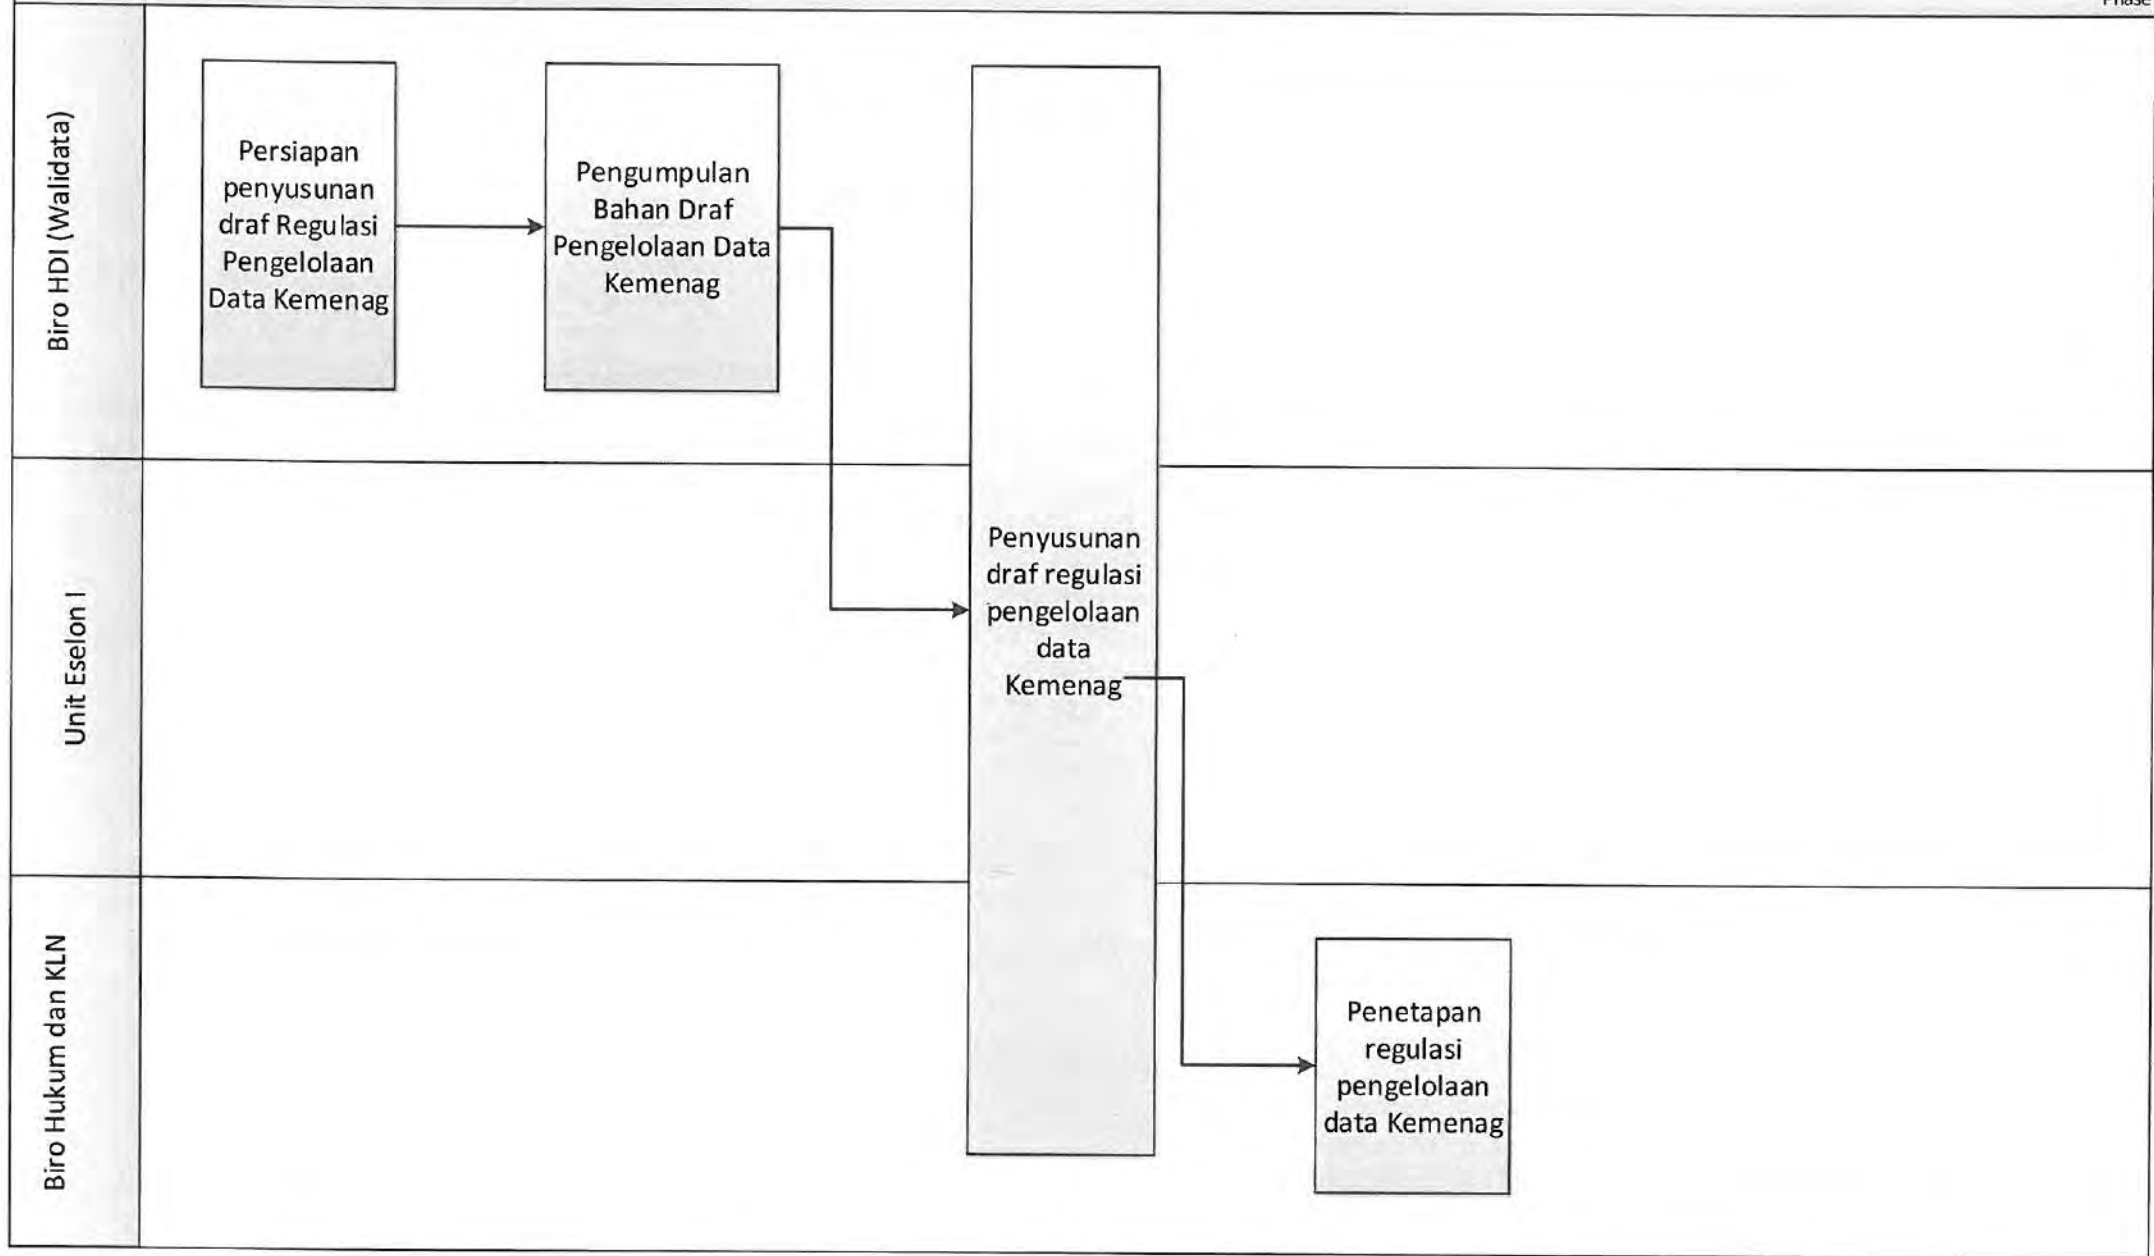 Phase
Biro HDI (Walidata)
Persiapan
penyusunan
draf Regulasi
Pengelolaan
Data Kemenag
Pengumpulan
Bahan Draf
Pengelolaan Data
Kemenag
Unit Eselon I
Penyusunan
draf regulasi
pengelolaan
data
Kemenag
Biro Hukum dan KLN
Penetapan
regulasi
pengelolaan
data Kemenag